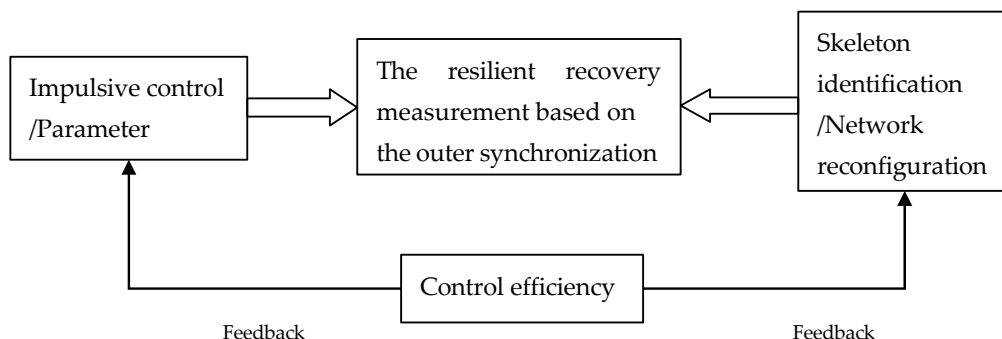 Impulsive control
/Parameter
The resilient recovery
measurement based on
the outer synchronization
Skeleton
identification
/Network
reconfiguration
Control efficiency
Feedback
Feedback